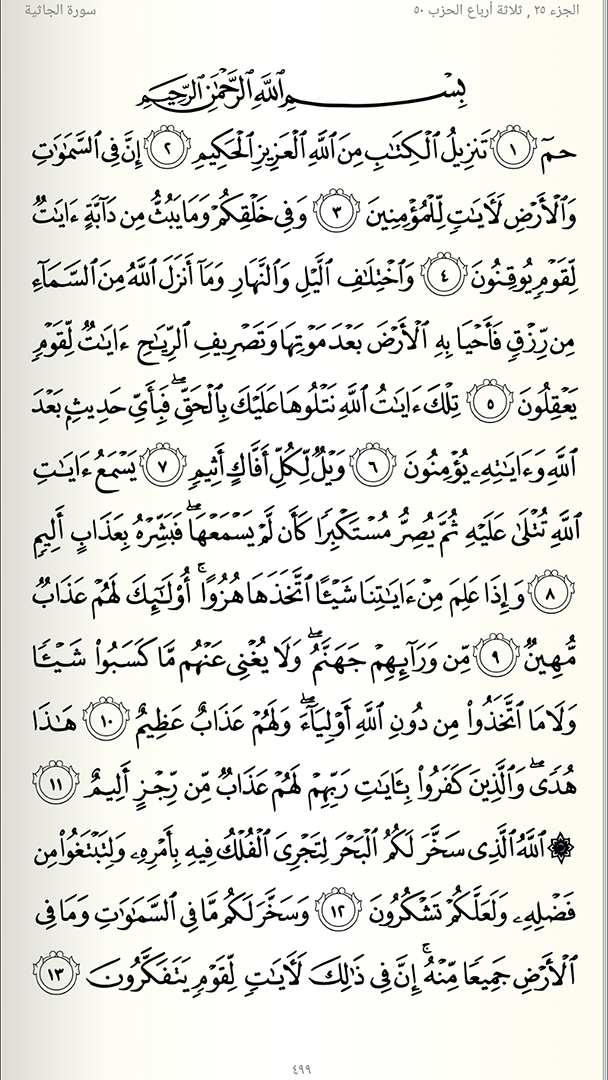 سورة الجاثية
الجزء ٢٥ , ثلاثة أرباع الحزب ٥٠
بِسْمِ ٱللَّهِ ٱلرَّحْمَٰنِ ٱلرَّحِيمِ
حمٓ ١ تَنزِيلُ ٱلْكِتَٰبِ مِنَ ٱللَّهِ ٱلْعَزِيزِ ٱلْحَكِيمِ ٢ إِنَّ فِى ٱلسَّمَٰوَٰتِ
وَٱلْأَرْضِ لَءَايَٰتٍ لِّلْمُؤْمِنِينَ ٣ وَفِى خَلْقِكُمْ وَمَا يَبُثُّ مِن دَآبَّةٍ ءَايَٰتٌ
لِّقَوْمٍ يُوقِنُونَ ٤ وَٱخْتِلَٰفِ ٱلَّيْلِ وَٱلنَّهَارِ وَمَآ أَنزَلَ ٱللَّهُ مِنَ ٱلسَّمَآءِ
مِن رِّزْقٍ فَأَحْيَا بِهِ ٱلْأَرْضَ بَعْدَ مَوْتِهَا وَتَصْرِيفِ ٱلرِّيَٰحِ ءَايَٰتٌ لِّقَوْمٍ
يَعْقِلُونَ ٥ تِلْكَ ءَايَٰتُ ٱللَّهِ نَتْلُوهَا عَلَيْكَ بِٱلْحَقِّ ۖ فَبِأَىِّ حَدِيثٍۭ بَعْدَ
ٱللَّهِ وَءَايَٰتِهِۦ يُؤْمِنُونَ ٦ وَيْلٌ لِّكُلِّ أَفَّاكٍ أَثِيمٍ ٧ يَسْمَعُ ءَايَٰتِ
ٱللَّهِ تُتْلَىٰ عَلَيْهِ ثُمَّ يُصِرُّ مُسْتَكْبِرًا كَأَن لَّمْ يَسْمَعْهَا ۖ فَبَشِّرْهُ بِعَذَابٍ أَلِيمٍ
٨ وَإِذَا عَلِمَ مِنْ ءَايَٰتِنَا شَيْـًٔا ٱتَّخَذَهَا هُزُوًا ۚ أُو۟لَٰٓئِكَ لَهُمْ عَذَابٌ
مُّهِينٌ ٩ مِّن وَرَآئِهِمْ جَهَنَّمُ ۖ وَلَا يُغْنِى عَنْهُم مَّا كَسَبُوا۟ شَيْـًٔا
وَلَا مَا ٱتَّخَذُوا۟ مِن دُونِ ٱللَّهِ أَوْلِيَآءَ ۖ وَلَهُمْ عَذَابٌ عَظِيمٌ ١٠ هَٰذَا
هُدًى ۖ وَٱلَّذِينَ كَفَرُوا۟ بِـَٔايَٰتِ رَبِّهِمْ لَهُمْ عَذَابٌ مِّن رِّجْزٍ أَلِيمٌ ١١
۞ ٱللَّهُ ٱلَّذِى سَخَّرَ لَكُمُ ٱلْبَحْرَ لِتَجْرِىَ ٱلْفُلْكُ فِيهِ بِأَمْرِهِۦ وَلِتَبْتَغُوا۟ مِن
فَضْلِهِۦ وَلَعَلَّكُمْ تَشْكُرُونَ ١٢ وَسَخَّرَ لَكُم مَّا فِى ٱلسَّمَٰوَٰتِ وَمَا فِى
ٱلْأَرْضِ جَمِيعًا مِّنْهُ ۚ إِنَّ فِى ذَٰلِكَ لَءَايَٰتٍ لِّقَوْمٍ يَتَفَكَّرُونَ ١٣
٤٩٩